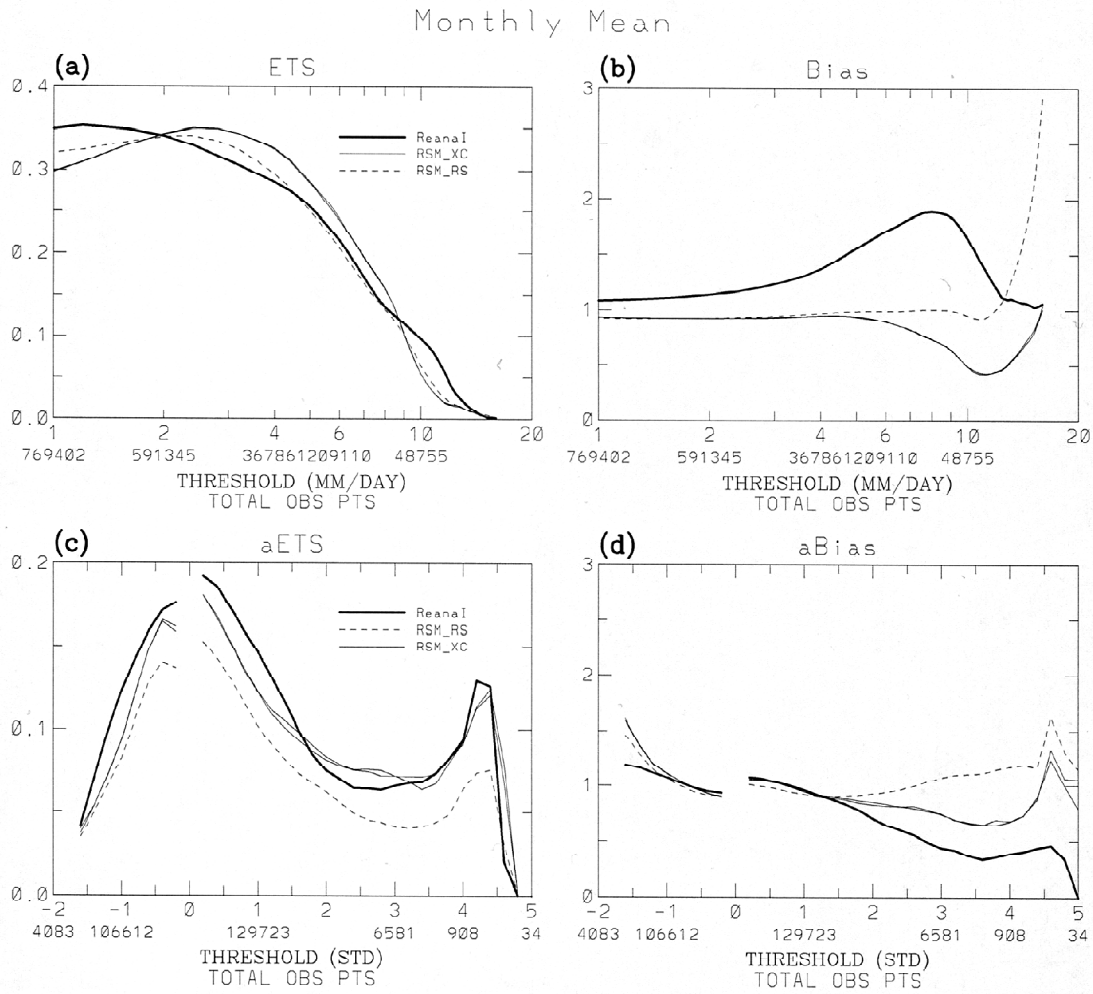 Monthly Mean
(a) ETS
0.4
0.3
0.2
0.1
0.0
ReanaI
RSM_XC
RSM_RS
1 2 4 6 10 20
769402 591345 367861209110 48755
THRESHOLD (MM/DAY)
TOTAL OBS PTS
(b) Bias
3
2
1
0
1 2 4 6 10 20
769402 591345 367861209110 48755
THRESHOLD (MM/DAY)
TOTAL OBS PTS
(c) aETS
0.2
0.1
0.0
ReanaI
RSM_RS
RSM_XC
-2 -1 0 1 2 3 4 5
4083 106612 129723 6581 908 34
THRESHOLD (STD)
TOTAL OBS PTS
(d) aBias
3
2
1
0
-2 -1 0 1 2 3 4 5
4083 106612 129723 6581 908 34
THRESHOLD (STD)
TOTAL OBS PTS